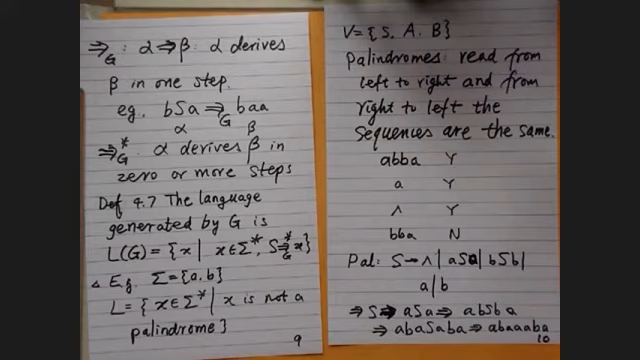 ⇒G: α⇒β: α derives
β in one step.
eg. bSa ⇒G baa
α β
⇒*G: α derives β in
zero or more steps
Def 4.7 The language
generated by G is
L(G)={x| x∈Σ*, S⇒*G x}
E.g. Σ={a,b}
L={x∈Σ*| x is not a
palindrome}
9
V={S, A, B}
Palindromes: read from
left to right and from
right to left the
sequences are the same.
abba Y
a Y
Λ Y
bba N
Pal: S→Λ|aSa|bSb|
a|b
⇒S⇒aSa⇒abSba
⇒abaSaba⇒abaaaba
10